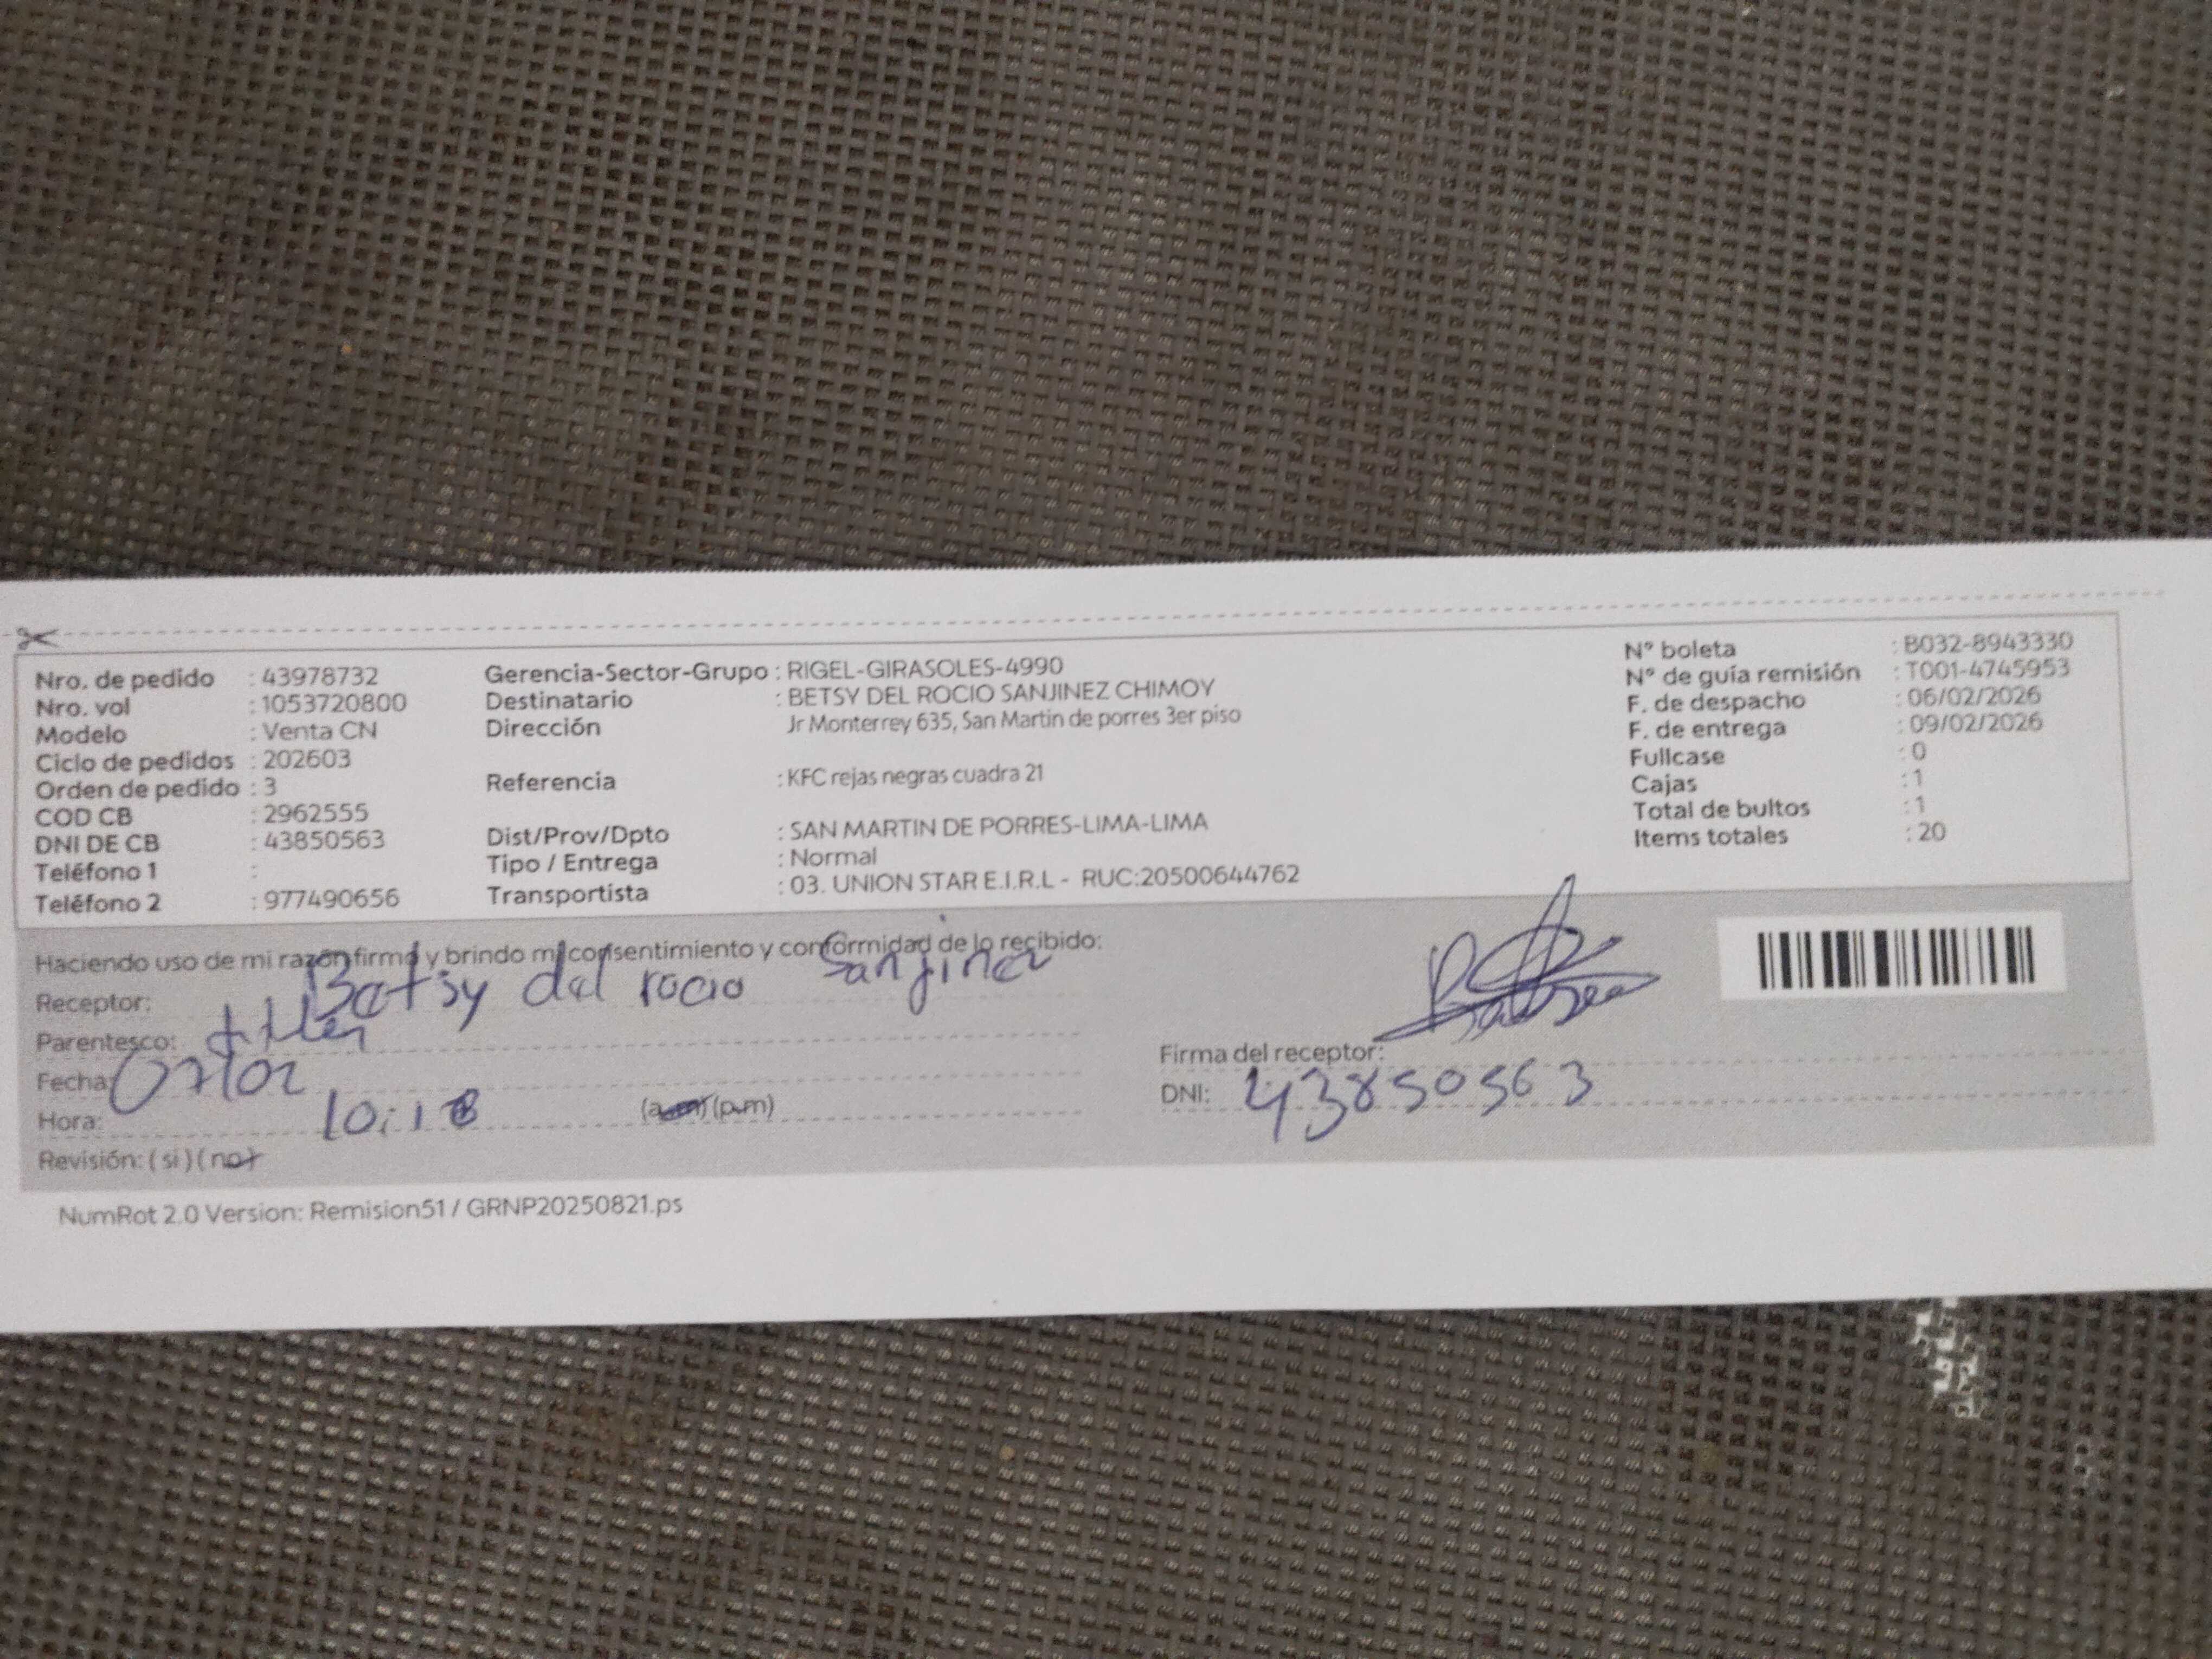 Nro. de pedido : 43978732
Nro. vol : 1053720800
Modelo : Venta CN
Ciclo de pedidos : 202603
Orden de pedido : 3
COD CB : 2962555
DNI DE CB : 43850563
Teléfono 1 :
Teléfono 2 : 977490656
Gerencia-Sector-Grupo : RIGEL-GIRASOLES-4990
Destinatario : BETSY DEL ROCIO SANJINEZ CHIMOY
Dirección Jr Monterrey 635, San Martin de porres 3er piso
Referencia : KFC rejas negras cuadra 21
Dist/Prov/Dpto : SAN MARTIN DE PORRES-LIMA-LIMA
Tipo / Entrega : Normal
Transportista : 03. UNION STAR E.I.R.L - RUC:20500644762
N° boleta : B032-8943330
N° de guía remisión : T001-4745953
F. de despacho : 06/02/2026
F. de entrega : 09/02/2026
Fullcase : 0
Cajas : 1
Total de bultos : 1
Items totales : 20
Haciendo uso de mi razón firmo y brindo mi consentimiento y conformidad de lo recibido:
Receptor: Betsy del rocio Sanjinez
Parentesco:
Fecha: 07/02
Hora: 10:18 (a.m) (p.m)
Revisión: (si) (no)
Firma del receptor:
DNI: 43850563
NumRot 2.0 Version: Remision51 / GRNP20250821.ps